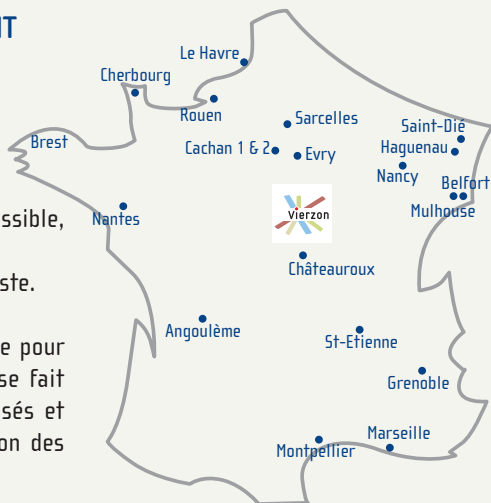 IT
Le Havre
Cherbourg
Rouen
Sarcelles
Saint-Dié
Brest
Cachan 1 & 2
Evry
Haguenau
Nancy
Belfort
Mulhouse
ssible,
Nantes
Vierzon
ste.
Châteauroux
e pour
Angoulême
St-Etienne
se fait
Grenoble
sés et
on des
Montpellier
Marseille